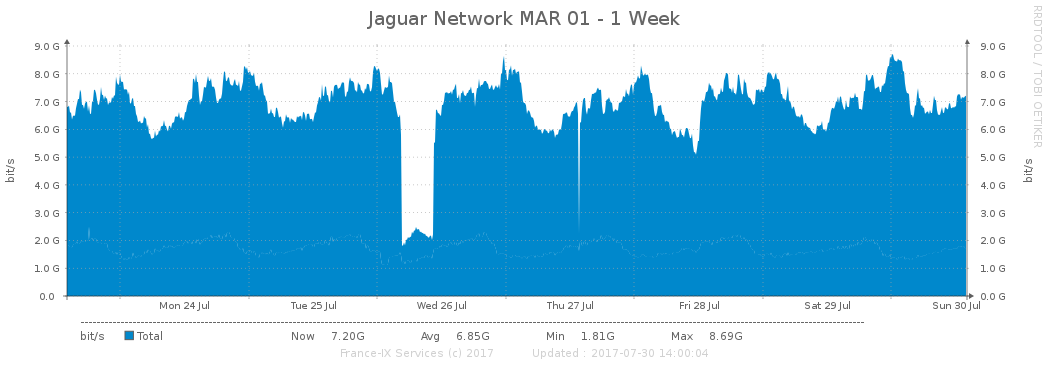 Jaguar Network MAR 01 - 1 Week
RRDTOOL / TOBI OETIKER
9.0 G 9.0 G
8.0 G 8.0 G
7.0 G 7.0 G
6.0 G 6.0 G
5.0 G 5.0 G
4.0 G 4.0 G
3.0 G 3.0 G
2.0 G 2.0 G
1.0 G 1.0 G
0.0 0.0 G
bit/s bit/s
Mon 24 Jul Tue 25 Jul Wed 26 Jul Thu 27 Jul Fri 28 Jul Sat 29 Jul Sun 30 Jul
bit/s Total Now 7.20G Avg 6.85G Min 1.81G Max 8.69G
France-IX Services (c) 2017 Updated : 2017-07-30 14:00:04